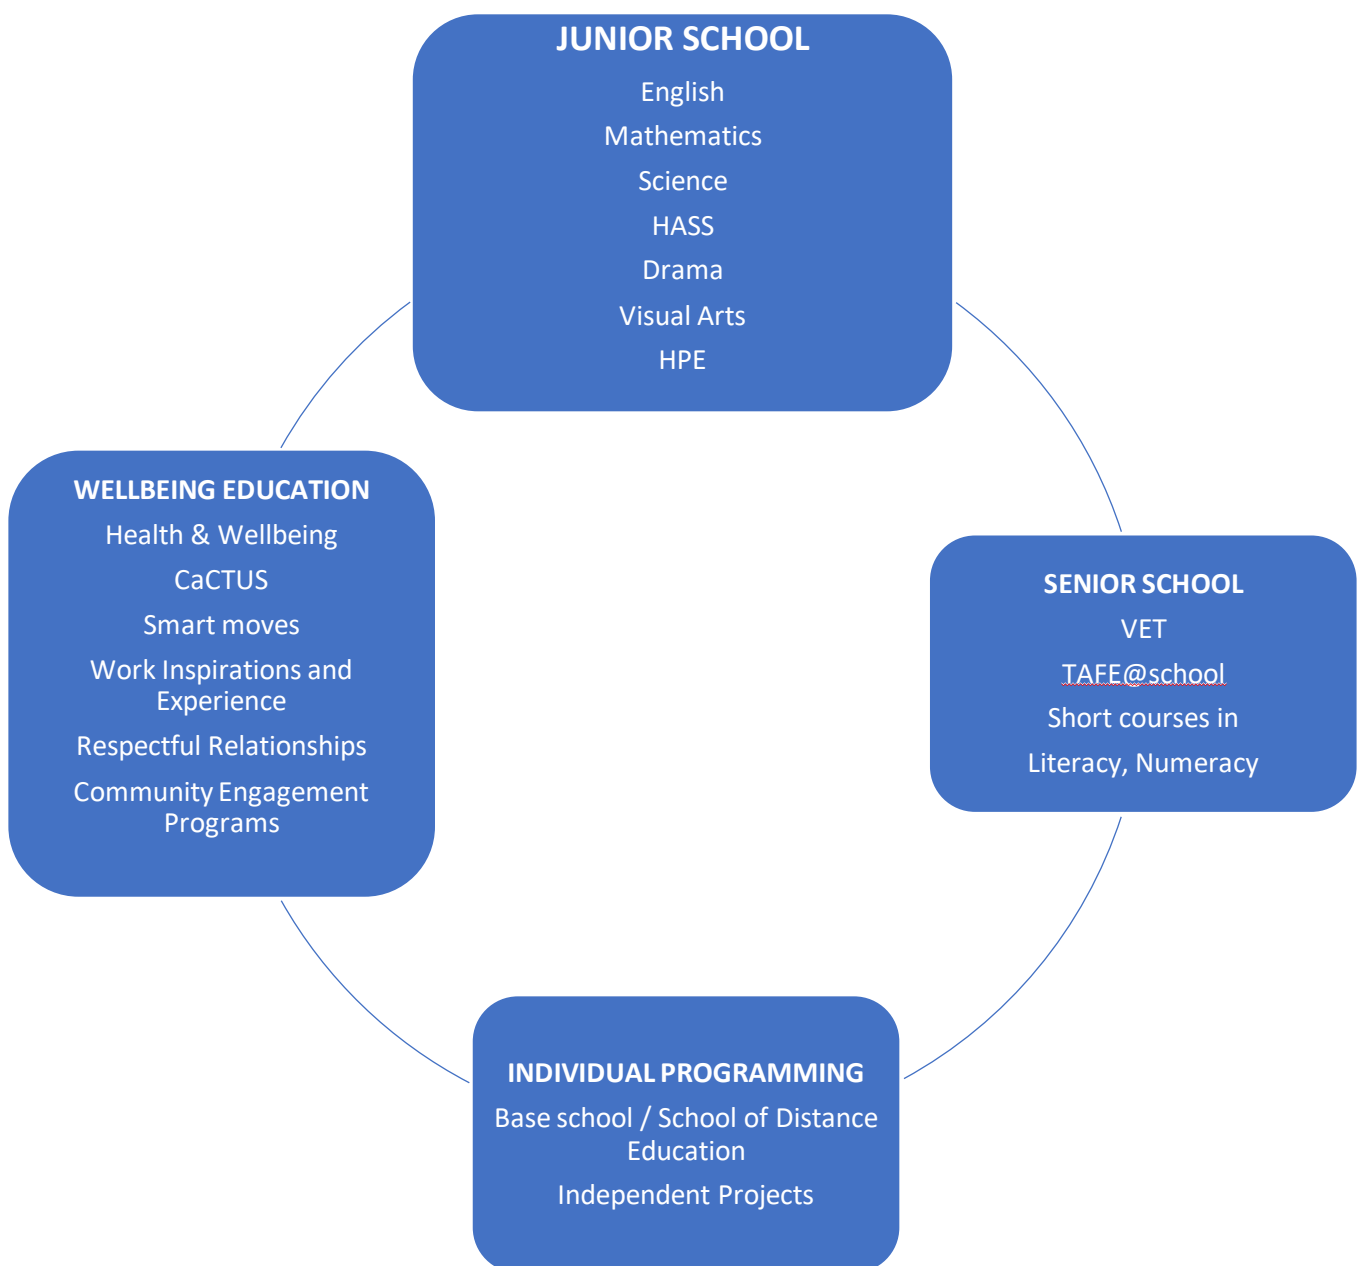 JUNIOR SCHOOL
English
Mathematics
Science
HASS
Drama
Visual Arts
HPE
WELLBEING EDUCATION
Health & Wellbeing
CaCTUS
Smart moves
Work Inspirations and
Experience
Respectful Relationships
Community Engagement
Programs
SENIOR SCHOOL
VET
TAFE@school
Short courses in
Literacy, Numeracy
INDIVIDUAL PROGRAMMING
Base school / School of Distance
Education
Independent Projects